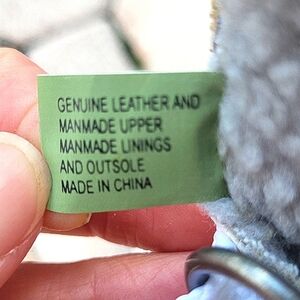 GENUINE LEATHER AND
MANMADE UPPER
MANMADE LININGS
AND OUTSOLE
MADE IN CHINA